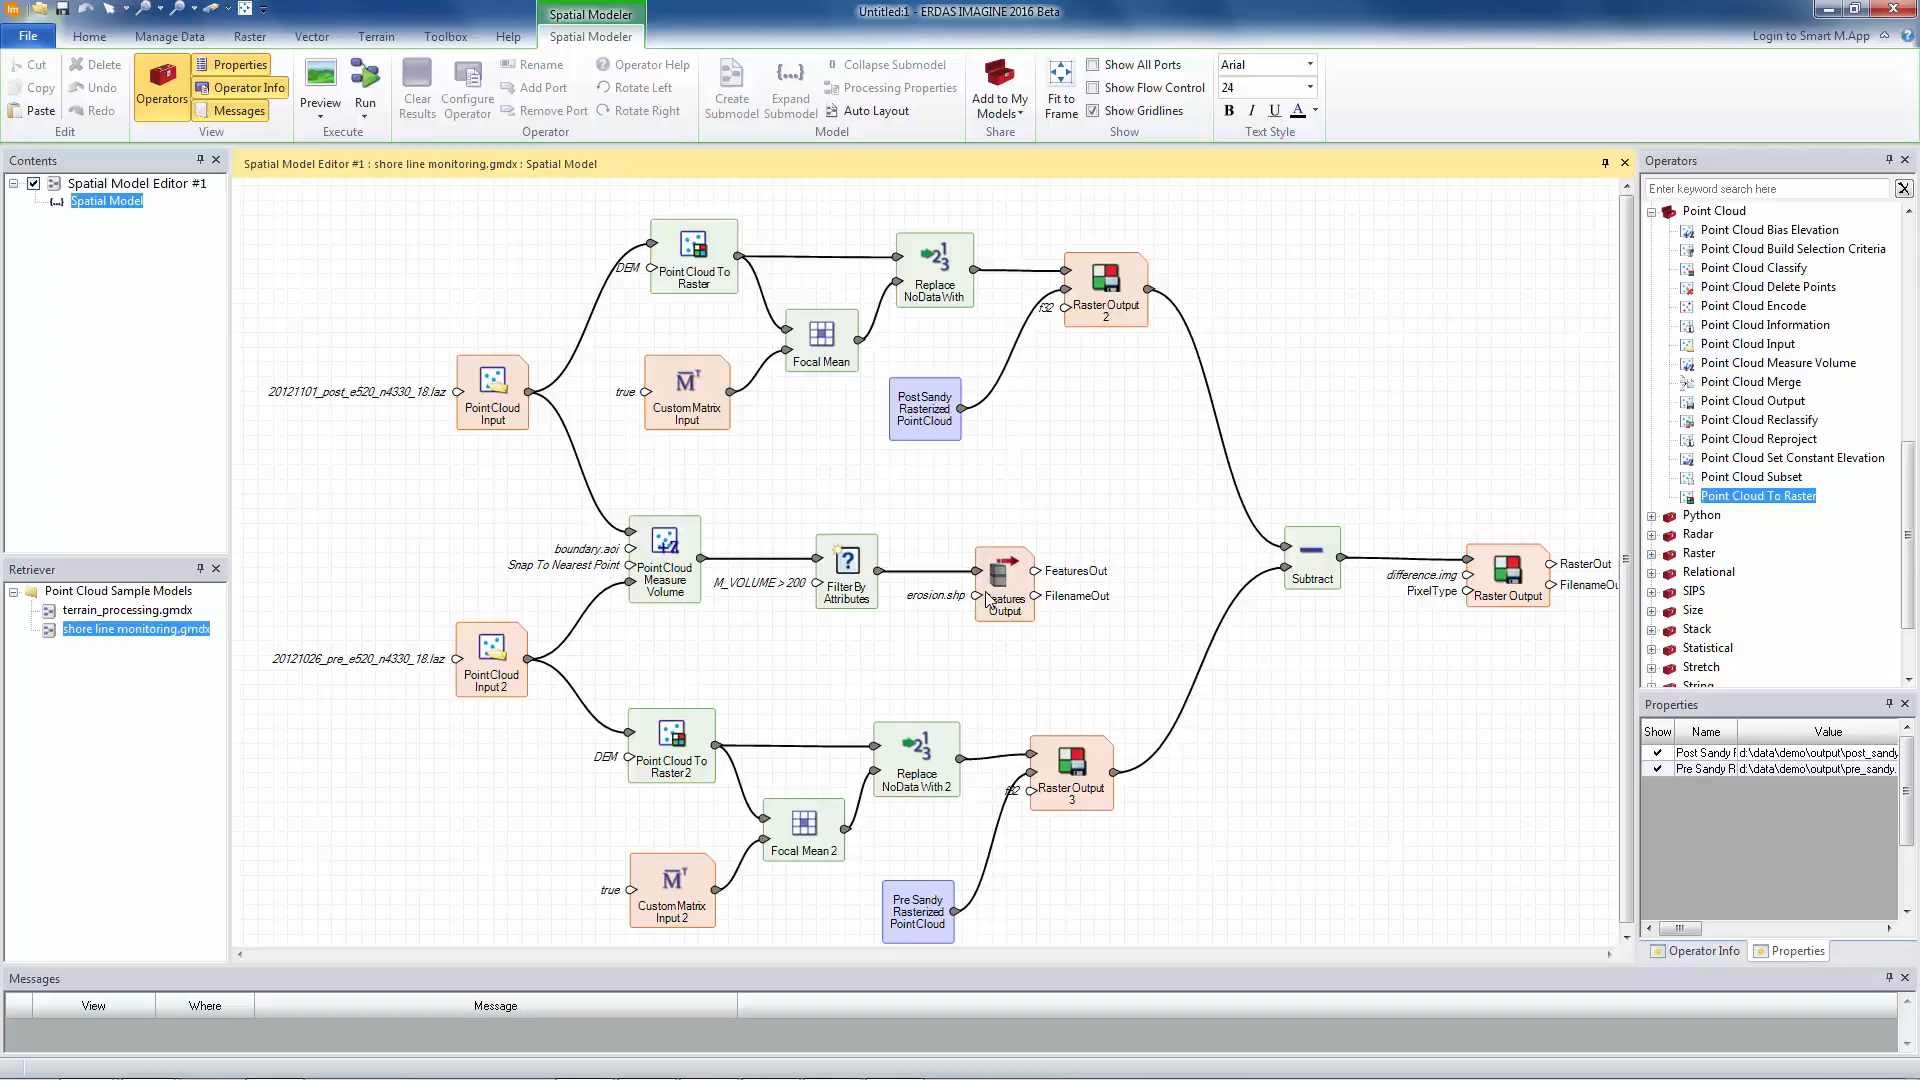 Spatial Modeler
Untitled:1 - ERDAS IMAGINE 2016 Beta
File Home Manage Data Raster Vector Terrain Toolbox Help Spatial Modeler
Login to Smart M.App
Cut Delete
Copy Undo
Paste Redo
Edit
Operators
Properties
Operator Info
Messages
View
Preview Run
Execute
Clear Results
Configure Operator
Rename
Add Port
Remove Port
Operator Help
Rotate Left
Rotate Right
Operator
Create Submodel
Expand Submodel
Collapse Submodel
Processing Properties
Auto Layout
Model
Add to My Models
Share
Fit to Frame
Show All Ports
Show Flow Control
Show Gridlines
Show
Arial
24
B I U A
Text Style
Contents
Spatial Model Editor #1
{...} Spatial Model
Retriever
Point Cloud Sample Models
terrain_processing.gmdx
shore line monitoring.gmdx
Spatial Model Editor #1 : shore line monitoring.gmdx : Spatial Model
DEM
Point Cloud To
Raster
Replace
NoData With
f32
Raster Output
2
Focal Mean
20121101_post_e520_n4330_18.laz
Point Cloud
Input
true
Custom Matrix
Input
Post Sandy
Rasterized
Point Cloud
boundary.aoi
Snap To Nearest Point
Point Cloud
Measure
Volume
M_VOLUME > 200
Filter By
Attributes
erosion.shp
Output
FeaturesOut
FilenameOut
Subtract
difference.img
PixelType
Raster Output
RasterOut
20121026_pre_e520_n4330_18.laz
Point Cloud
Input 2
DEM
Point Cloud To
Raster 2
Replace
NoData With 2
Raster Output
3
Focal Mean 2
true
Custom Matrix
Input 2
Pre Sandy
Rasterized
Point Cloud
Operators
Enter keyword search here
Point Cloud
Point Cloud Bias Elevation
Point Cloud Build Selection Criteria
Point Cloud Classify
Point Cloud Delete Points
Point Cloud Encode
Point Cloud Information
Point Cloud Input
Point Cloud Measure Volume
Point Cloud Merge
Point Cloud Output
Point Cloud Reclassify
Point Cloud Reproject
Point Cloud Set Constant Elevation
Point Cloud Subset
Point Cloud To Raster
Python
Radar
Raster
Relational
SIPS
Size
Stack
Statistical
Stretch
String
Properties
Show Name Value
Post Sandy d:\data\demo\output\post_sandy
Pre Sandy R d:\data\demo\output\pre_sandy.
Operator Info Properties
Messages
View Where Message